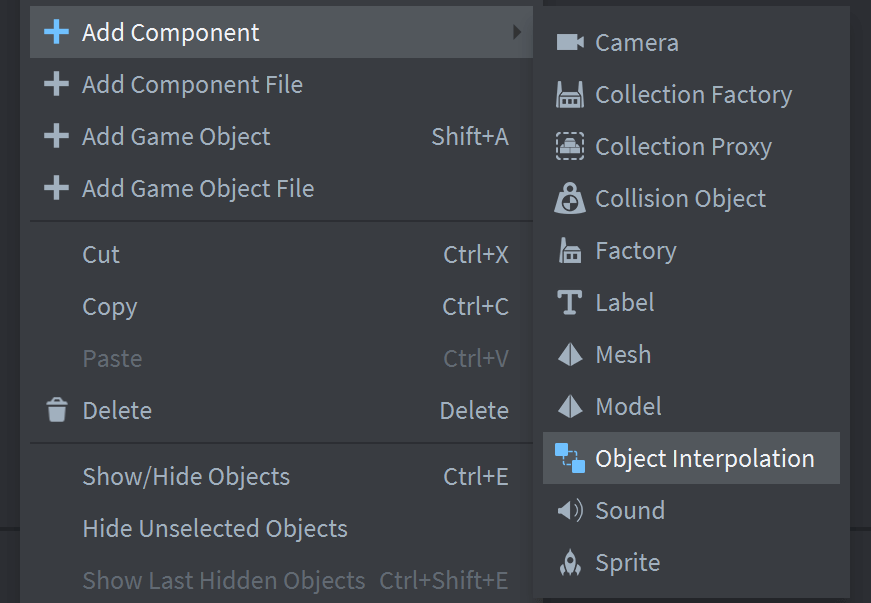 Add Component
Add Component File
Add Game Object Shift+A
Add Game Object File
Cut Ctrl+X
Copy Ctrl+C
Paste Ctrl+V
Delete Delete
Show/Hide Objects Ctrl+E
Hide Unselected Objects
Show Last Hidden Objects Ctrl+Shift+E
Camera
Collection Factory
Collection Proxy
Collision Object
Factory
Label
Mesh
Model
Object Interpolation
Sound
Sprite